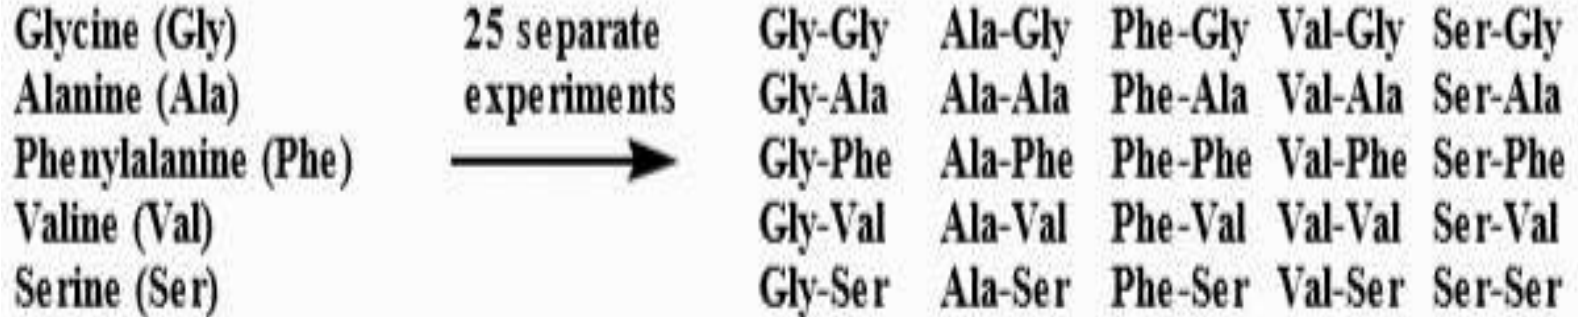 Glycine (Gly) 25 separate Gly-Gly Ala-Gly Phe-Gly Val-Gly Ser-Gly
Alanine (Ala) experiments Gly-Ala Ala-Ala Phe-Ala Val-Ala Ser-Ala
Phenylalanine (Phe) Gly-Phe Ala-Phe Phe-Phe Val-Phe Ser-Phe
Valine (Val) Gly-Val Ala-Val Phe-Val Val-Val Ser-Val
Serine (Ser) Gly-Ser Ala-Ser Phe-Ser Val-Ser Ser-Ser